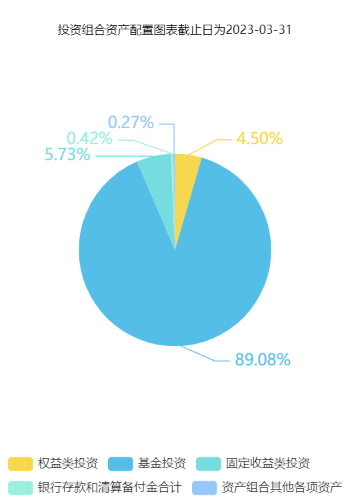 投资组合资产配置图表截止日为2023-03-31
0.27%
0.42%
4.50%
5.73%
89.08%
权益类投资 基金投资 固定收益类投资
银行存款和清算备付金合计 资产组合其他各项资产